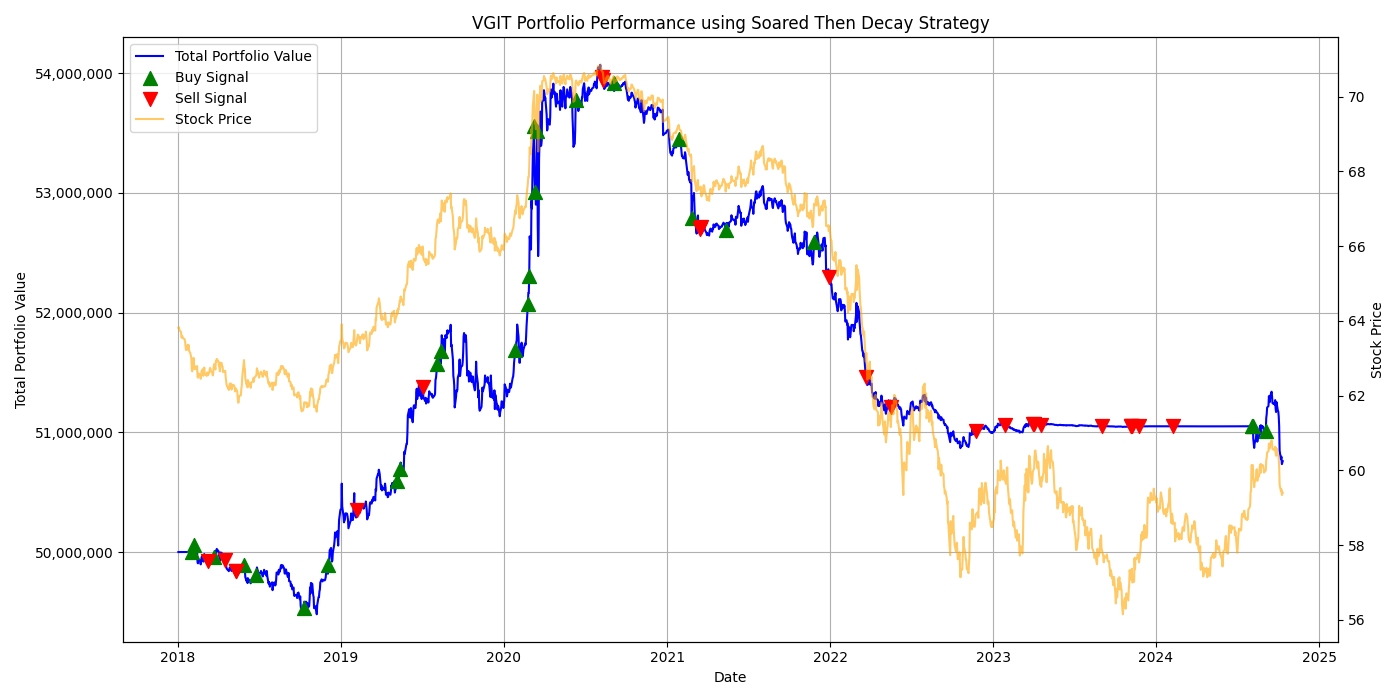 VGIT Portfolio Performance using Soared Then Decay Strategy
Total Portfolio Value
Buy Signal
Sell Signal
Stock Price
54,000,000
53,000,000
52,000,000
51,000,000
50,000,000
Total Portfolio Value
70
68
66
64
62
60
58
56
Stock Price
2018
2019
2020
2021
2022
2023
2024
2025
Date